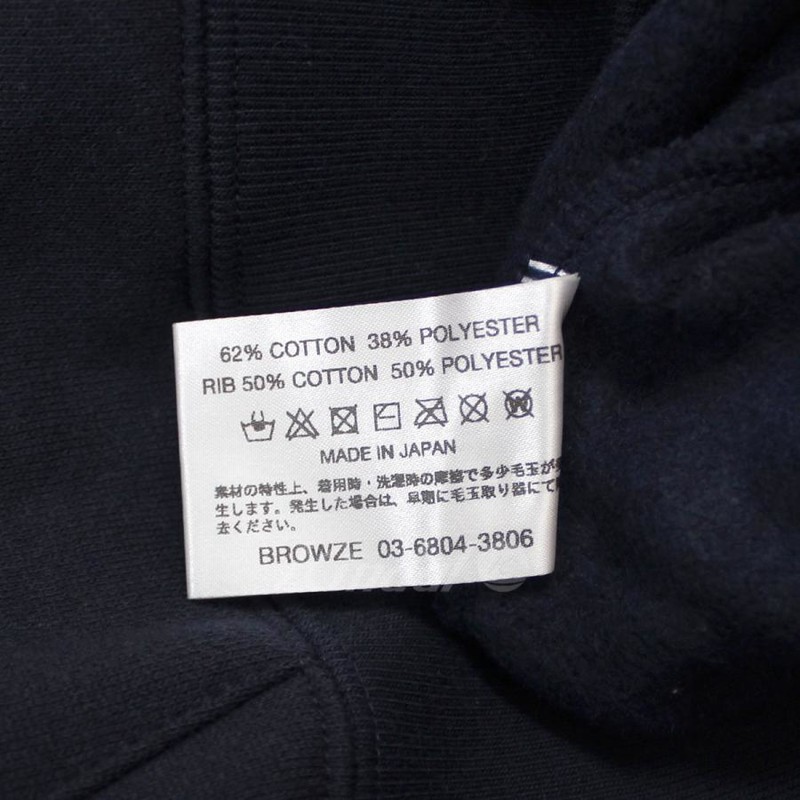 62% COTTON 38% POLYESTER
RIB 50% COTTON 50% POLYESTER
MADE IN JAPAN
素材の特性上、着用時・洗濯時の摩擦で多少毛玉が
生します。発生した場合は、早期に毛玉取り器にて
去ください。
BROWZE 03-6804-3806